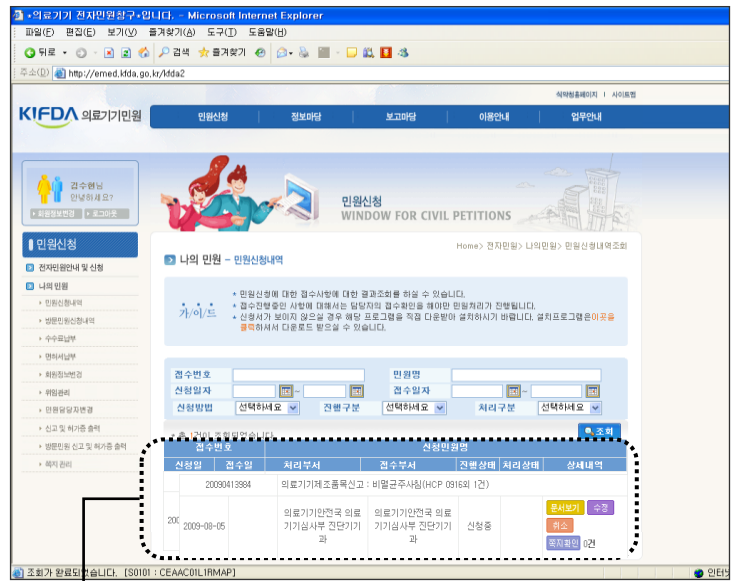 •의료기기 전자민원창구•입니다. - Microsoft Internet Explorer
파일(F) 편집(E) 보기(V) 즐겨찾기(A) 도구(T) 도움말(H)
뒤로 검색 즐겨찾기
주소(D) http://emed.kfda.go.kr/kfda2
식약청홈페이지 | 사이트맵
KIFDA 의료기기민원 민원신청 정보마당 보고마당 이용안내 업무안내
김수현님
안녕하세요?
회원정보변경 로그아웃
민원신청
WINDOW FOR CIVIL PETITIONS
민원신청
전자민원안내 및 신청
나의 민원
민원신청내역
방문민원신청내역
수수료납부
면허세납부
회원정보변경
위임관리
민원담당자변경
신고 및 허가증 출력
방문민원 신고 및 허가증 출력
쪽지 관리
Home> 전자민원> 나의민원> 민원신청내역조회
나의 민원 - 민원신청내역
가/이/드
* 민원신청에 대한 접수사항에 대한 결과조회를 하실 수 있습니다.
* 접수진행중인 사항에 대해서는 담당자의 접수확인을 해야만 민원처리가 진행됩니다.
* 신청서가 보이지 않으실 경우 해당 프로그램을 직접 다운받아 설치하시기 바랍니다. 설치프로그램은이곳을
클릭하셔서 다운로드 받으실 수 있습니다.
접수번호 민원명
신청일자 ~ 접수일자 ~
신청방법 선택하세요 진행구분 선택하세요 처리구분 선택하세요
* 총 1건이 조회되었습니다. 조회
접수번호 신청민원명
신청일 접수일 처리부서 접수부서 진행상태 처리상태 상세내역
20090413984 의료기기제조품목신고 : 비멸균주사침(HCP 0916외 1건)
200 2009-08-05 의료기기안전국 의료기기심사부 진단기기과 의료기기안전국 의료기기심사부 진단기기과 신청중 문서보기 수정
취소
쪽지확인 0건
조회가 완료되었습니다. [S0101 : CEAAC01L1RMAP] 인터넷